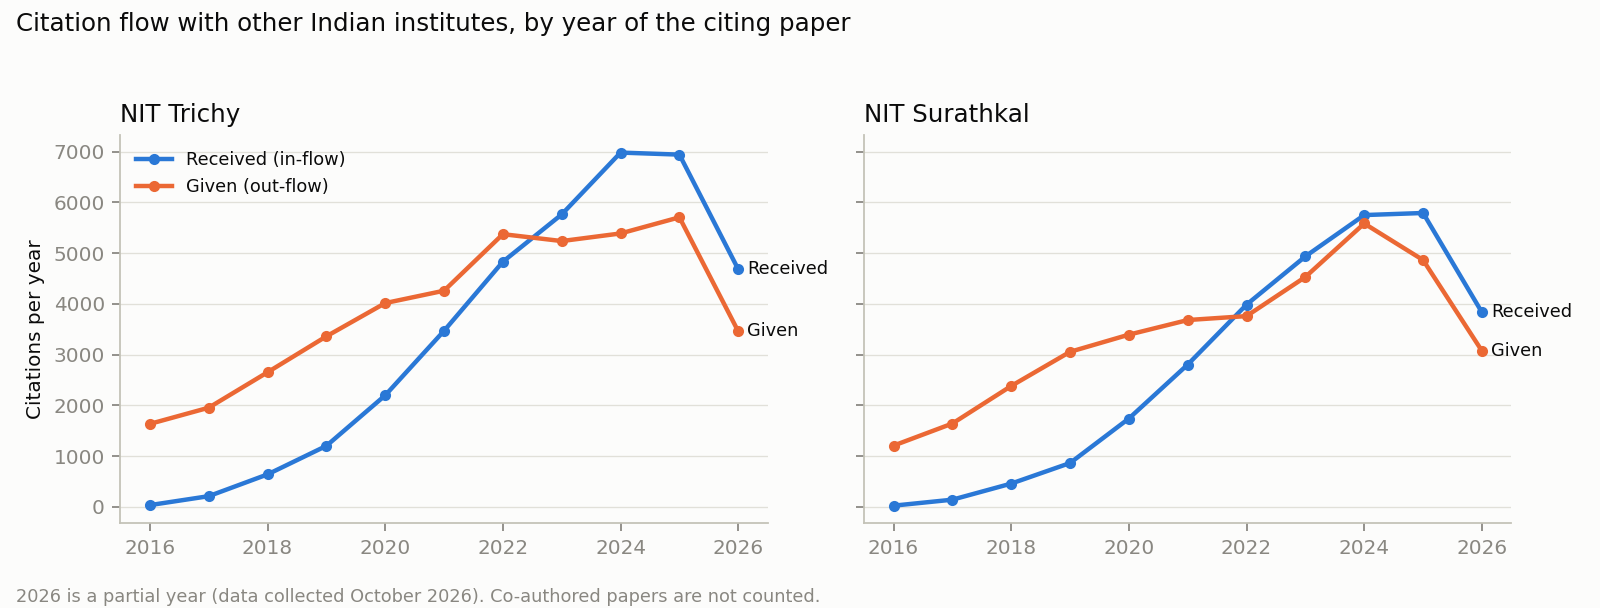 Citation flow with other Indian institutes, by year of the citing paper
NIT Trichy
Citations per year
7000
6000
5000
4000
3000
2000
1000
0
Received (in-flow)
Given (out-flow)
Received
Given
2016 2018 2020 2022 2024 2026
NIT Surathkal
Received
Given
2016 2018 2020 2022 2024 2026
2026 is a partial year (data collected October 2026). Co-authored papers are not counted.